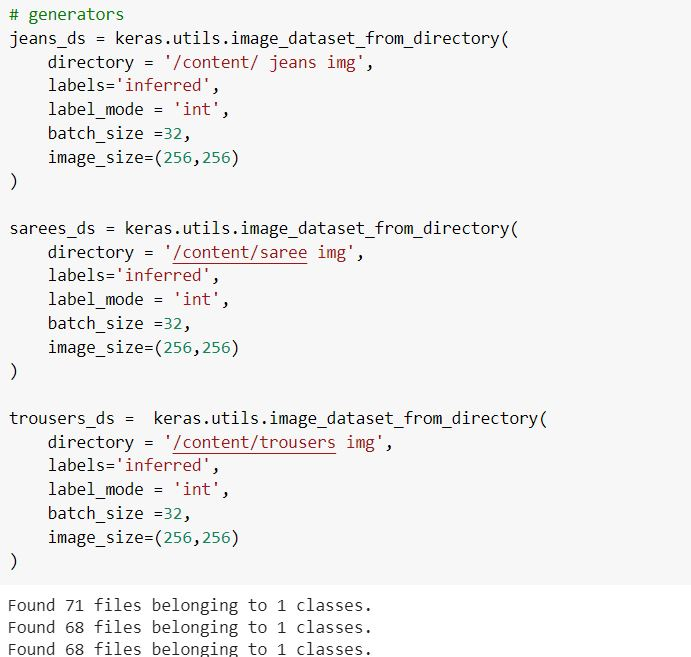 # generators
jeans_ds = keras.utils.image_dataset_from_directory(
    directory = '/content/ jeans img',
    labels='inferred',
    label_mode = 'int',
    batch_size =32,
    image_size=(256,256)
)

sarees_ds = keras.utils.image_dataset_from_directory(
    directory = '/content/saree img',
    labels='inferred',
    label_mode = 'int',
    batch_size =32,
    image_size=(256,256)
)

trousers_ds =  keras.utils.image_dataset_from_directory(
    directory = '/content/trousers img',
    labels='inferred',
    label_mode = 'int',
    batch_size =32,
    image_size=(256,256)
)

Found 71 files belonging to 1 classes.
Found 68 files belonging to 1 classes.
Found 68 files belonging to 1 classes.